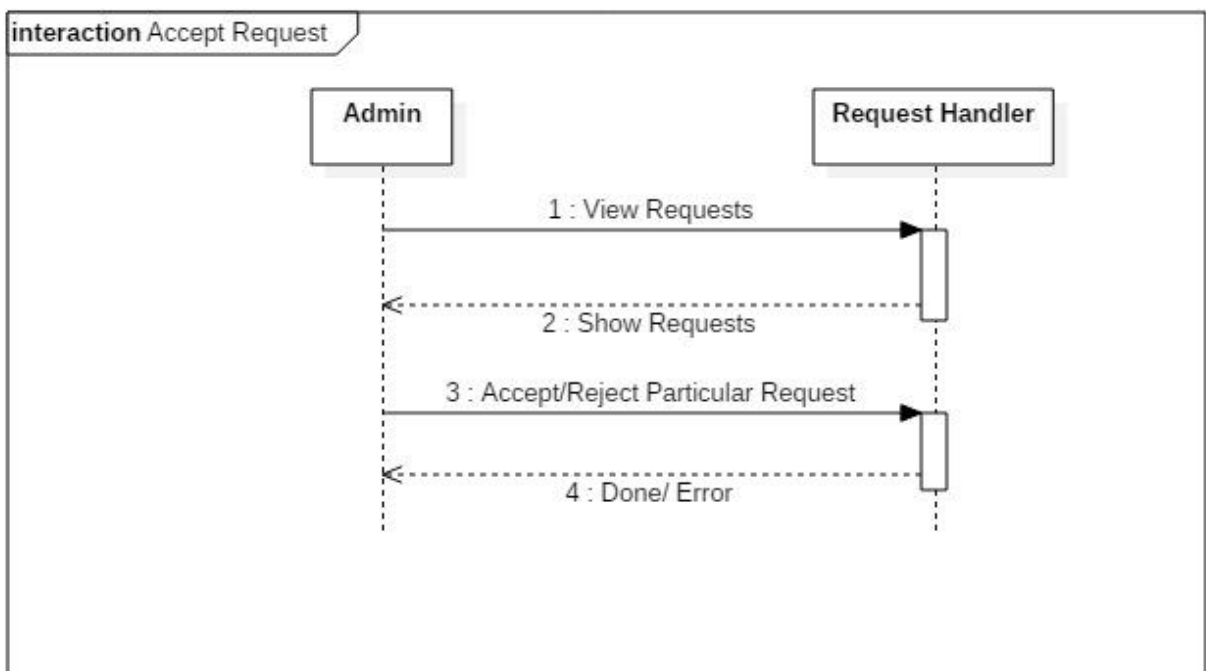 interaction Accept Request
Admin
Request Handler
1 : View Requests
2 : Show Requests
3 : Accept/Reject Particular Request
4 : Done/ Error